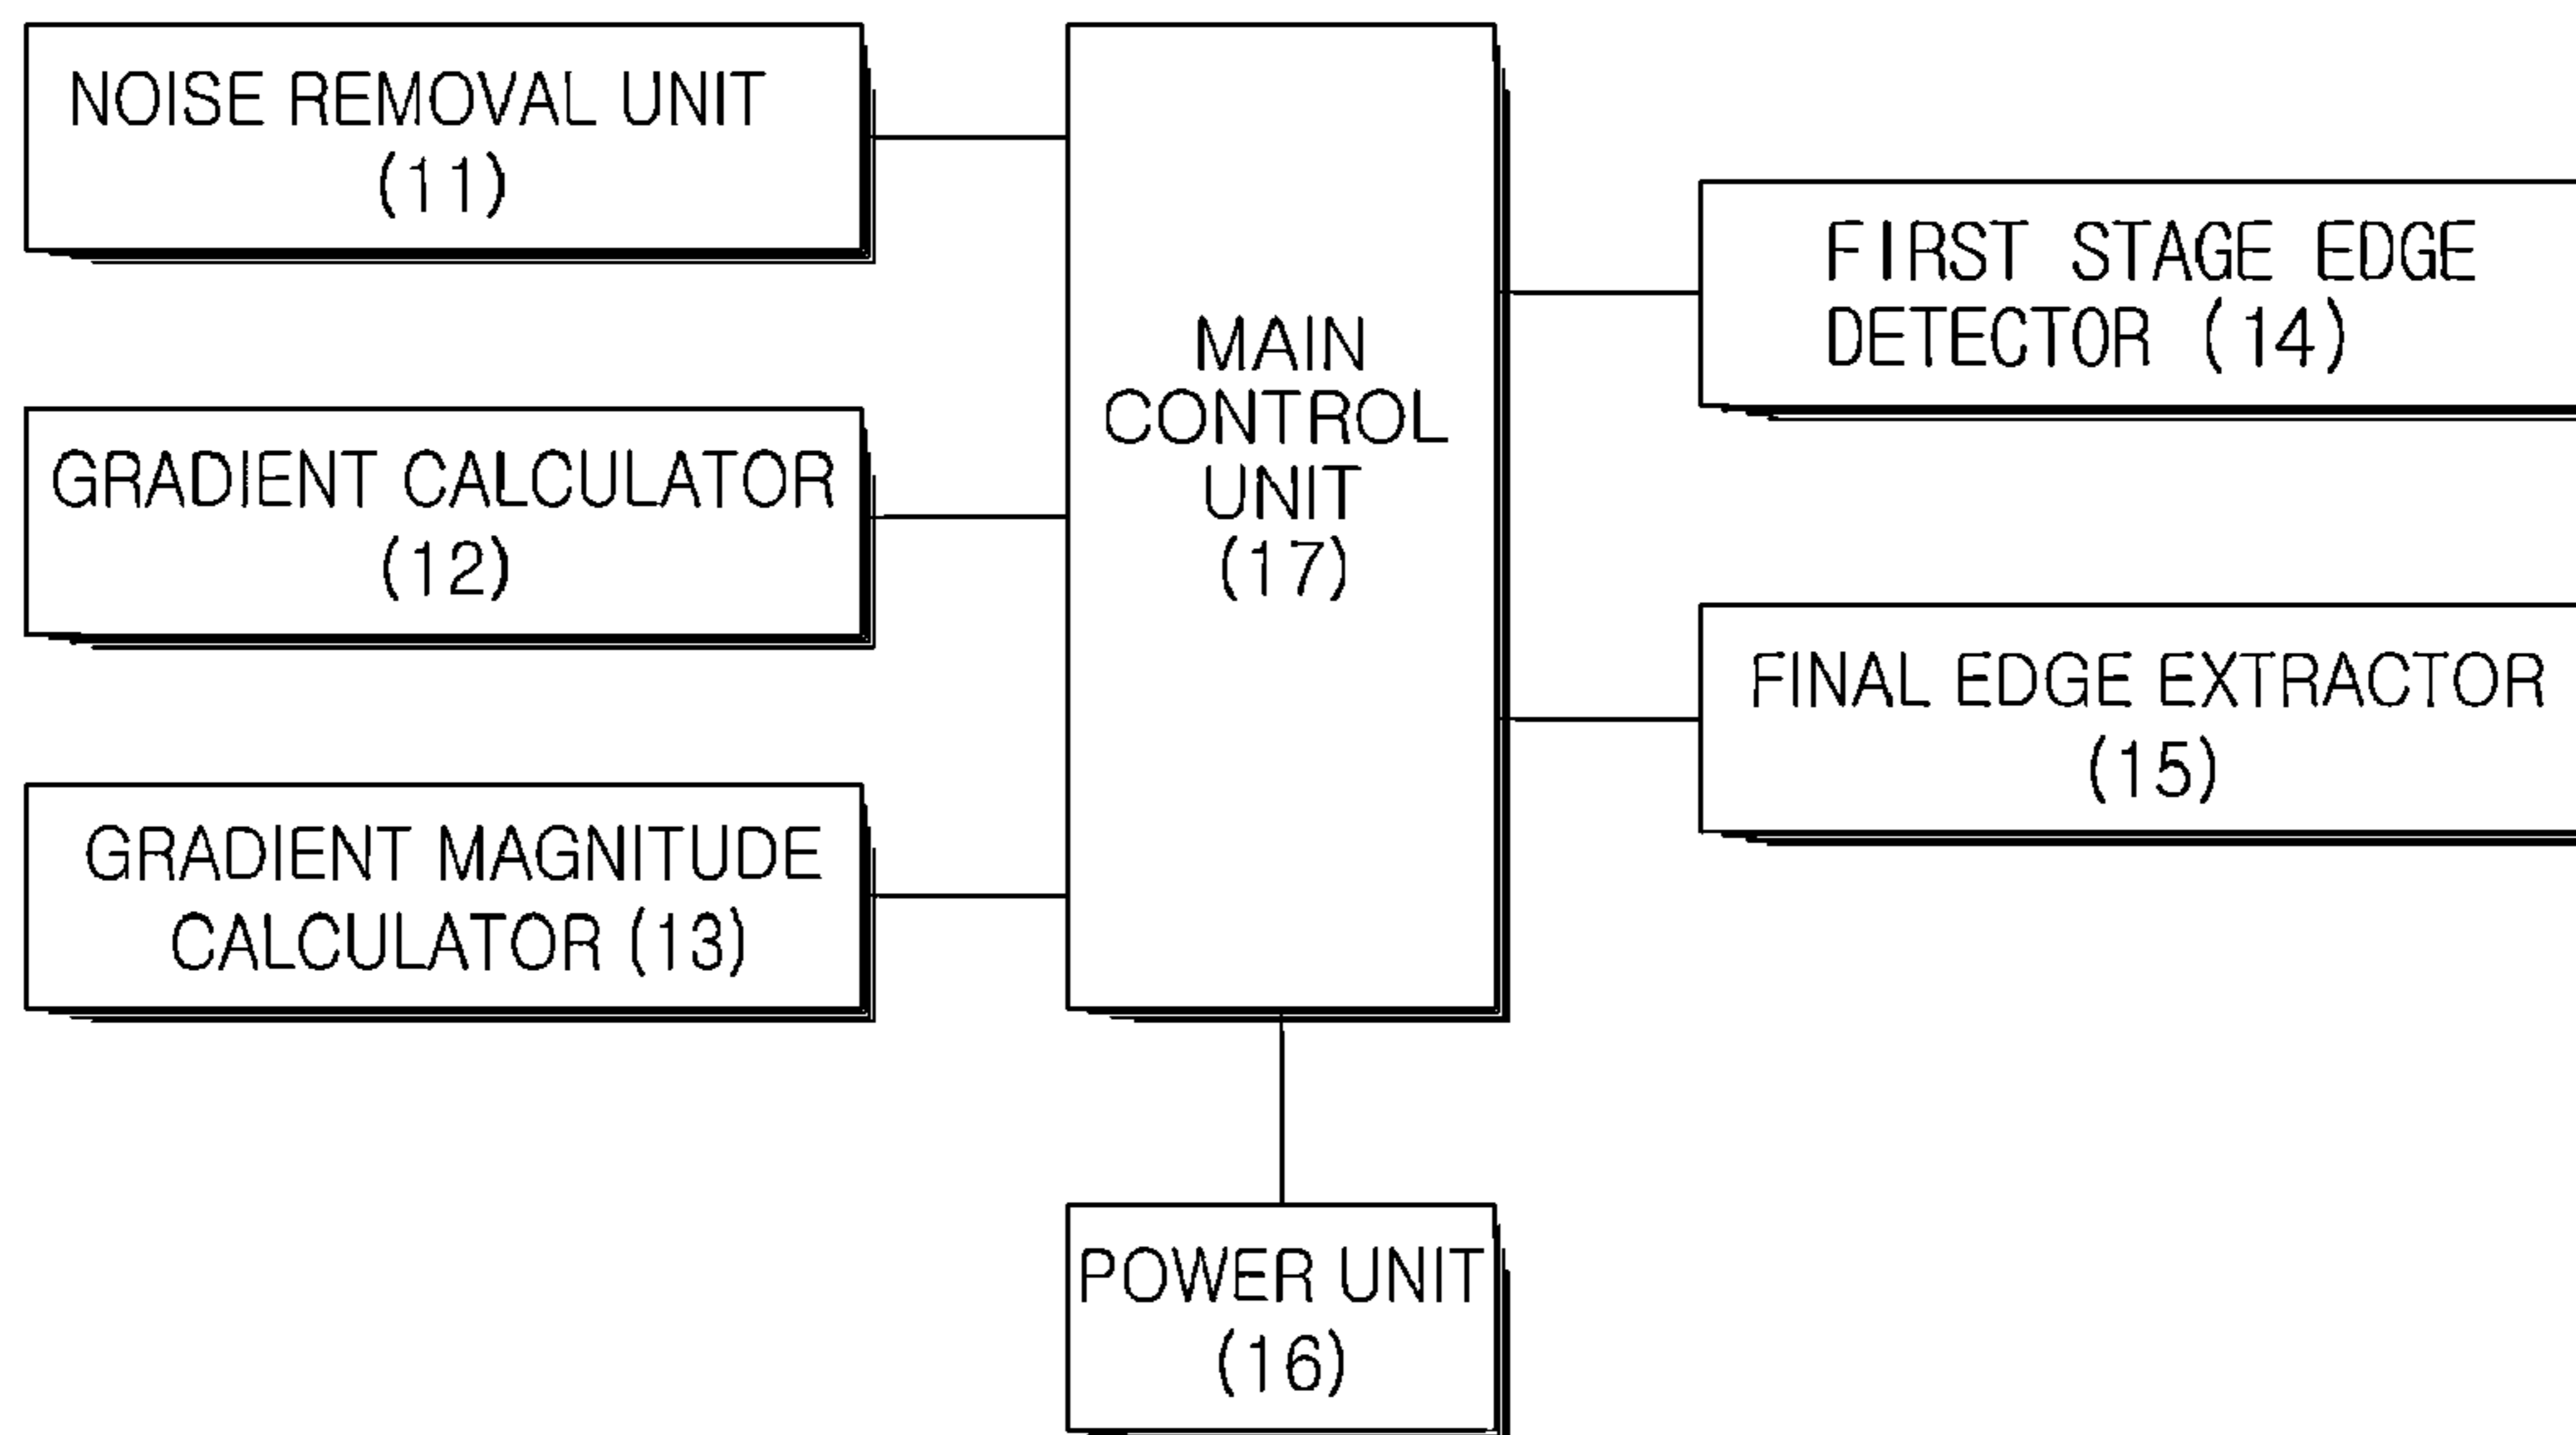 NOISE REMOVAL UNIT
(11)
GRADIENT CALCULATOR
(12)
GRADIENT MAGNITUDE
CALCULATOR (13)
MAIN
CONTROL
UNIT
(17)
FIRST STAGE EDGE
DETECTOR (14)
FINAL EDGE EXTRACTOR
(15)
POWER UNIT
(16)